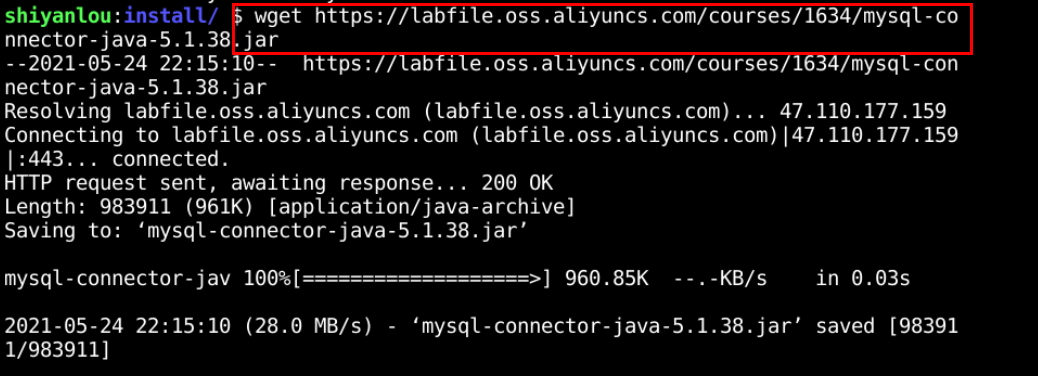 shiyanlou:install/ $ wget https://labfile.oss.aliyuncs.com/courses/1634/mysql-co
nnector-java-5.1.38.jar
--2021-05-24 22:15:10--  https://labfile.oss.aliyuncs.com/courses/1634/mysql-con
nector-java-5.1.38.jar
Resolving labfile.oss.aliyuncs.com (labfile.oss.aliyuncs.com)... 47.110.177.159
Connecting to labfile.oss.aliyuncs.com (labfile.oss.aliyuncs.com)|47.110.177.159
|:443... connected.
HTTP request sent, awaiting response... 200 OK
Length: 983911 (961K) [application/java-archive]
Saving to: ‘mysql-connector-java-5.1.38.jar’
mysql-connector-jav 100%[===================>] 960.85K  --.-KB/s    in 0.03s
2021-05-24 22:15:10 (28.0 MB/s) - ‘mysql-connector-java-5.1.38.jar’ saved [98391
1/983911]